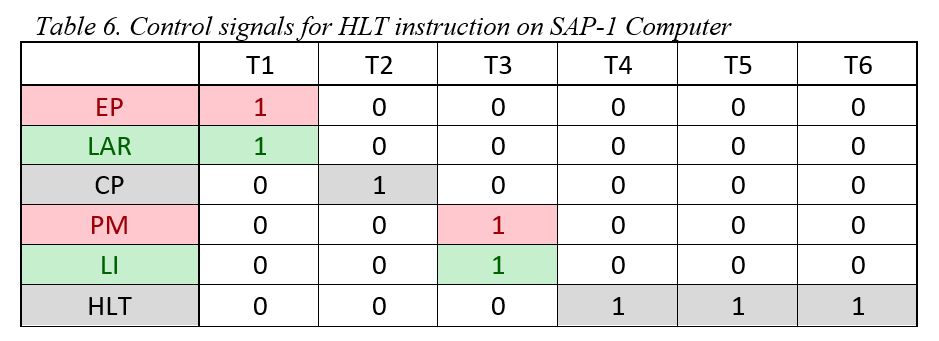 Table 6. Control signals for HLT instruction on SAP-1 Computer
T1 T2 T3 T4 T5 T6
EP 1 0 0 0 0 0
LAR 1 0 0 0 0 0
CP 0 1 0 0 0 0
PM 0 0 1 0 0 0
LI 0 0 1 0 0 0
HLT 0 0 0 1 1 1